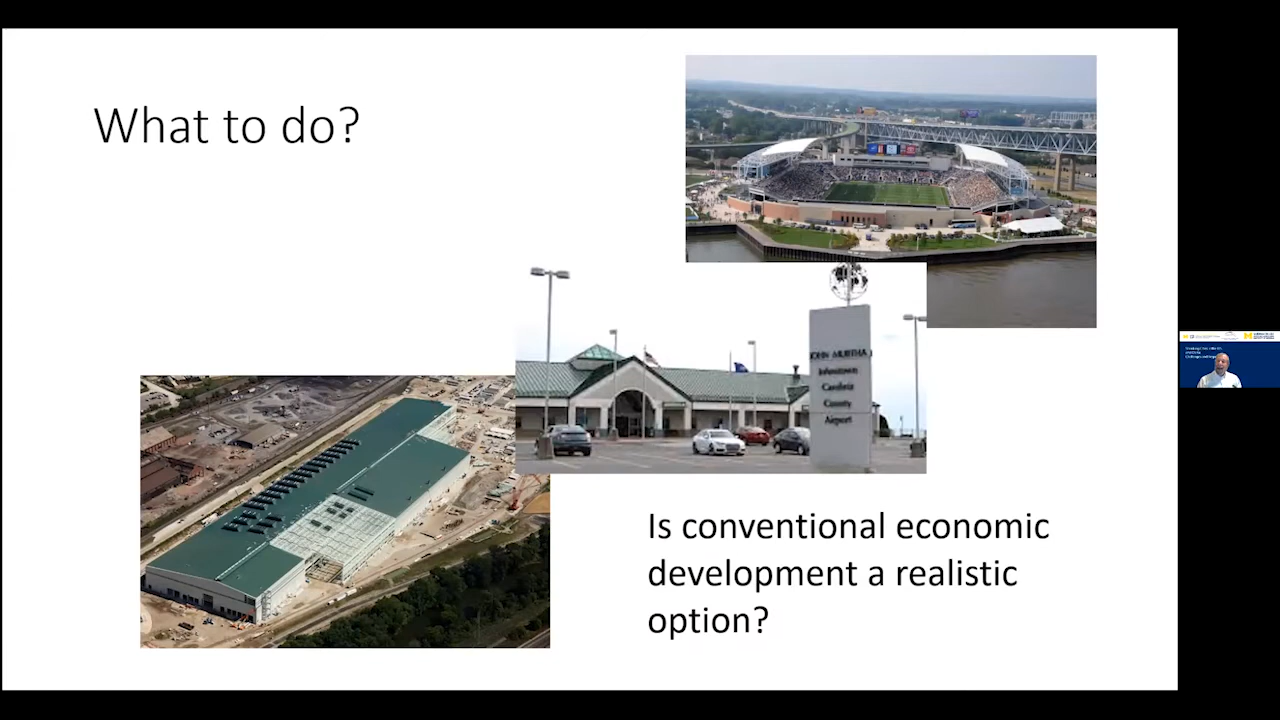 What to do?
JOHN MURTHA
Johnstown
Cambria
County
Airport
Is conventional economic
development a realistic
option?